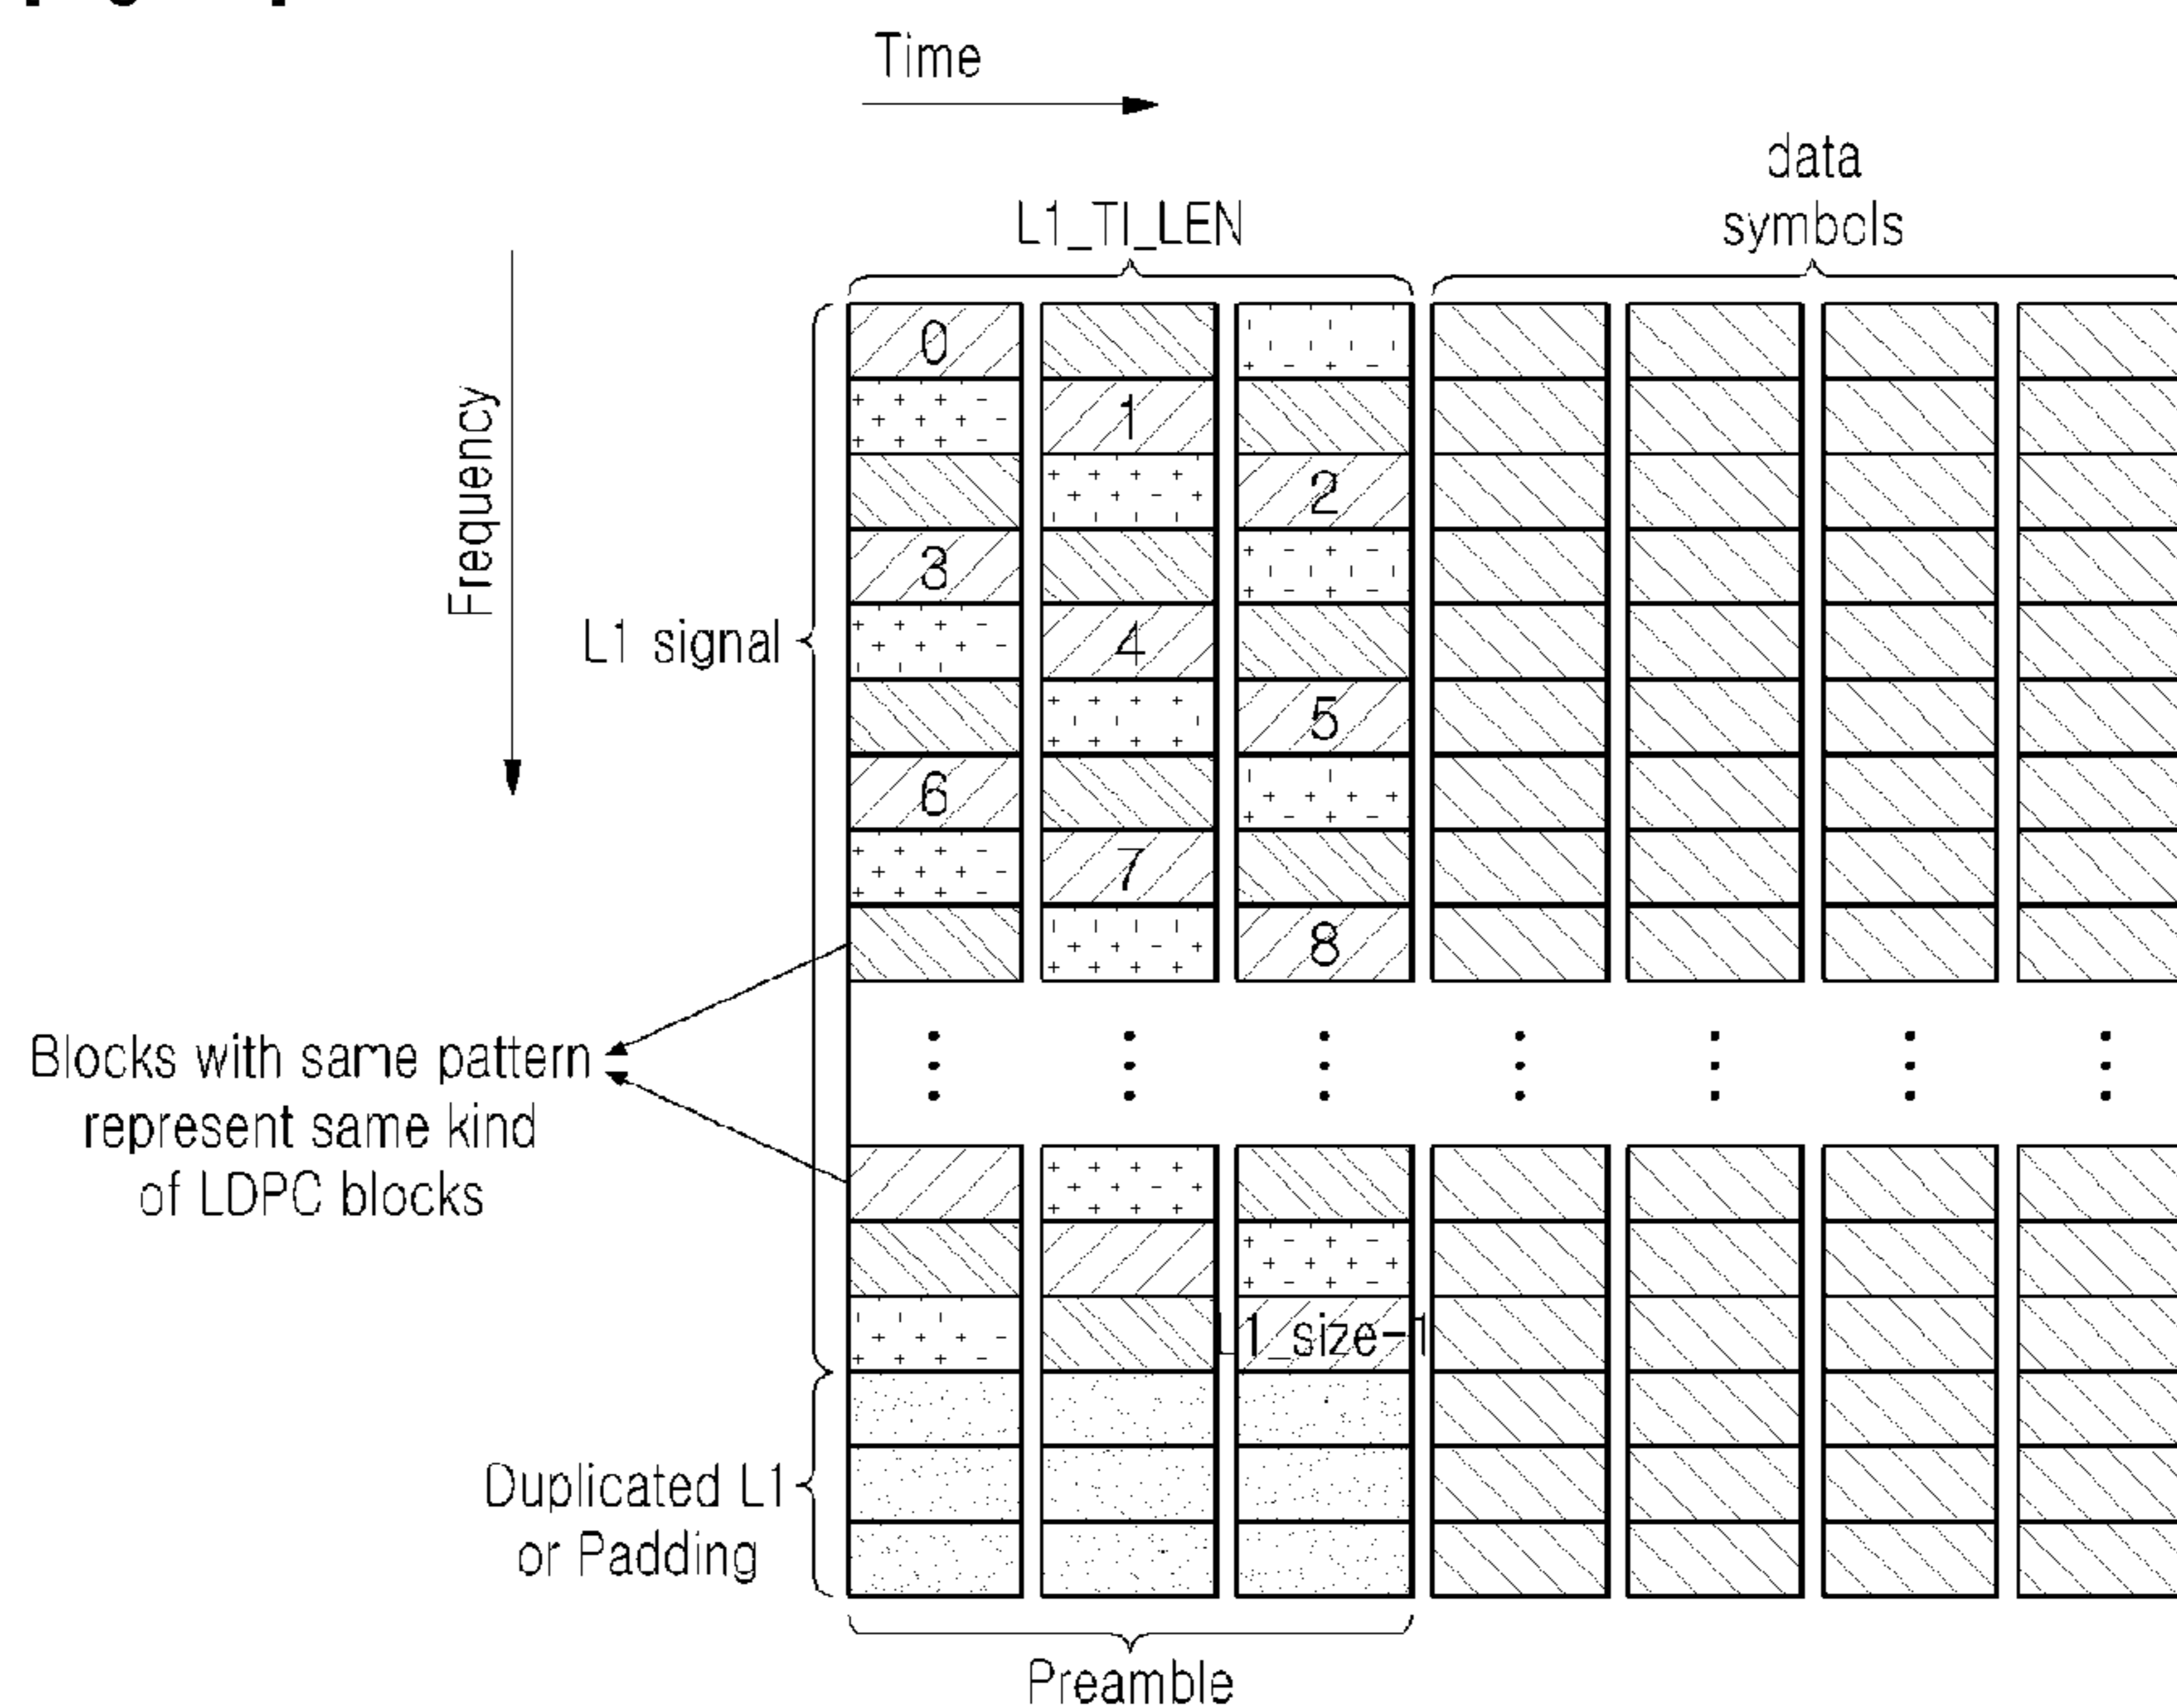 Time
data
symbols
L1_TI_LEN
Frequency
0
1
2
3
4
5
6
7
8
L1 signal
Blocks with same pattern
represent same kind
of LDPC blocks
L1_size-1
Duplicated L1
or Padding
Preamble